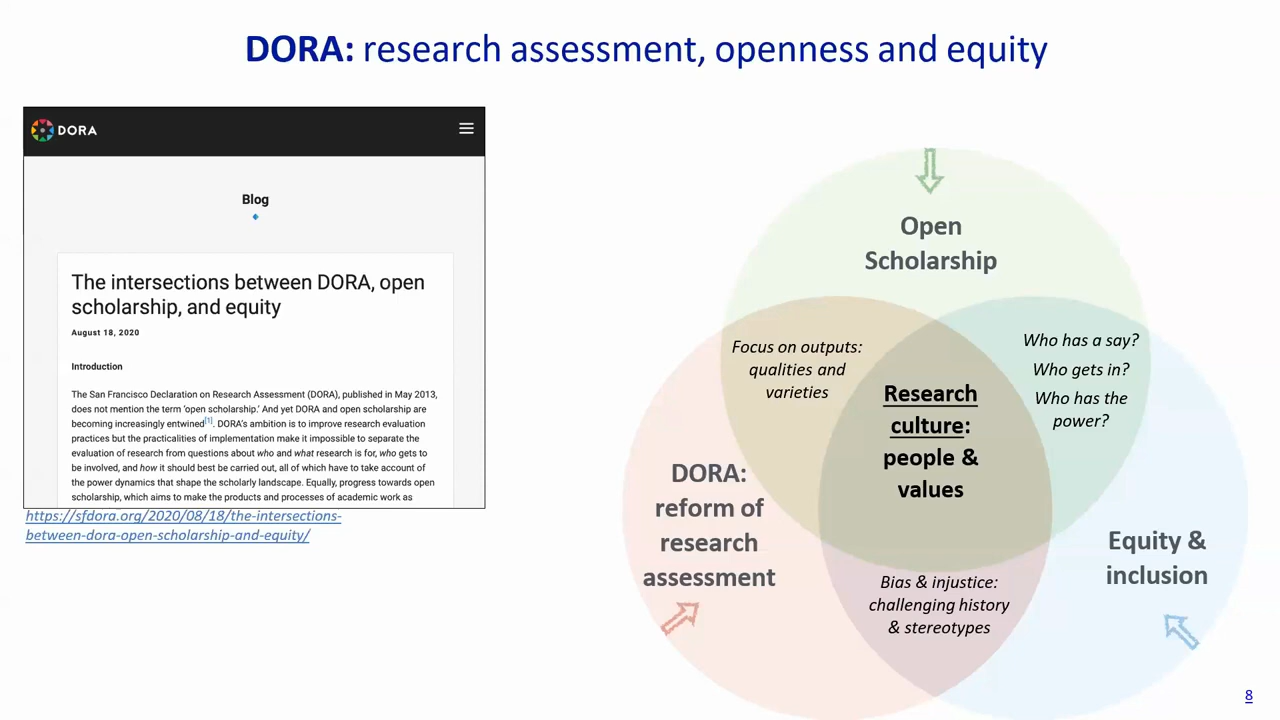 DORA: research assessment, openness and equity
DORA
Blog
The intersections between DORA, open
scholarship, and equity
August 18, 2020
Introduction
The San Francisco Declaration on Research Assessment (DORA), published in May 2013,
does not mention the term 'open scholarship.' And yet DORA and open scholarship are
becoming increasingly entwined[1]. DORA's ambition is to improve research evaluation
practices but the practicalities of implementation make it impossible to separate the
evaluation of research from questions about who and what research is for, who gets to
be involved, and how it should best be carried out, all of which have to take account of
the power dynamics that shape the scholarly landscape. Equally, progress towards open
scholarship, which aims to make the products and processes of academic work as
https://sfdora.org/2020/08/18/the-intersections-
between-dora-open-scholarship-and-equity/
Open
Scholarship
Focus on outputs:
qualities and
varieties
Who has a say?
Who gets in?
Who has the
power?
Research
culture:
people &
values
DORA:
reform of
research
assessment
Equity &
inclusion
Bias & injustice:
challenging history
& stereotypes
8